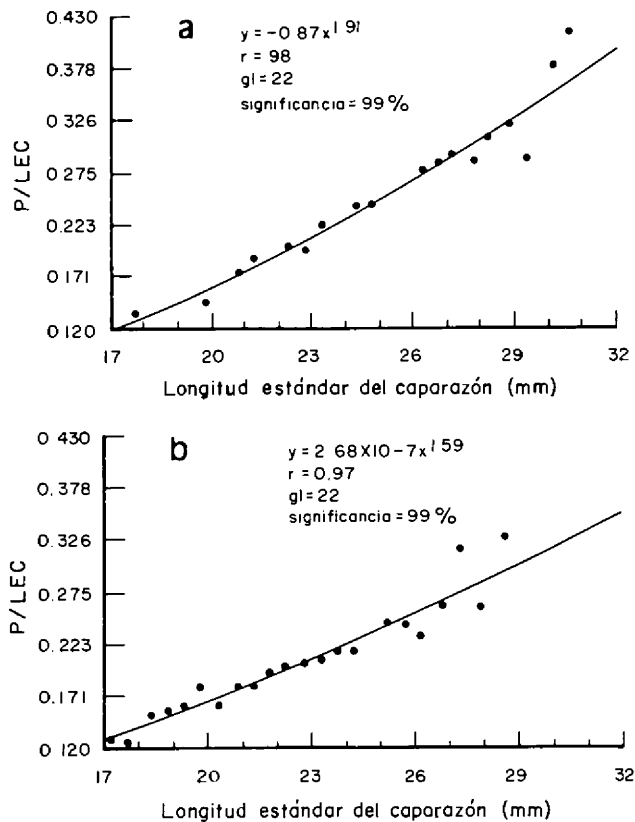 a
y = -0 87x^1 91
r = 98
gl = 22
significancia = 99 %
0 430
0 378
0 326
0 275
0 223
0 171
0 120
P/LEC
17 20 23 26 29 32
Longitud estándar del caparazón (mm)
b
y = 2 68X10-7x^1 59
r = 0.97
gl = 22
significancia = 99 %
0 430
0 378
0 326
0 275
0 223
0 171
0 120
P/LEC
17 20 23 26 29 32
Longitud estándar del caparazón (mm)